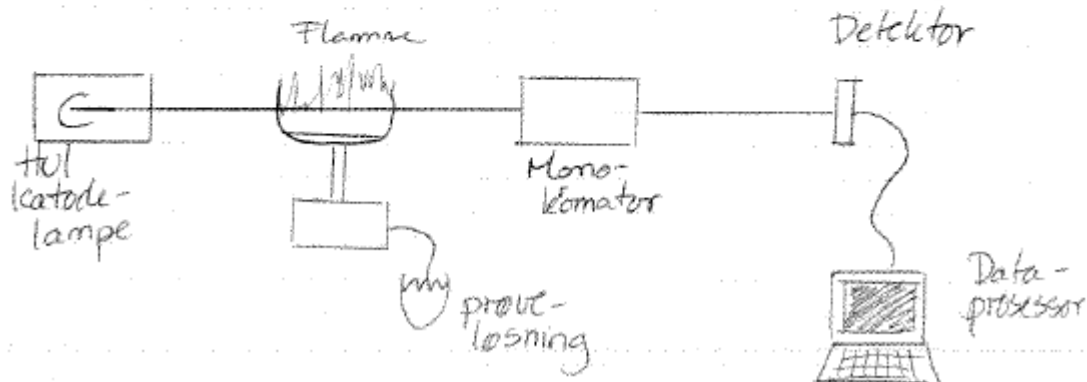 Flamme
Detektor
Hul
katode-
lampe
Mono-
kromator
prøve-
løsning
Data-
prosessor